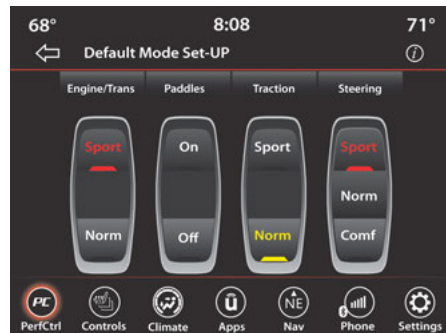 68° 8:08 71°
Default Mode Set-UP i
Engine/Trans Paddles Traction Steering
Sport On Sport Sport
Norm
Norm Off Norm Comf
PC ū NE
PerfCtrl Controls Climate Apps Nav Phone Settings